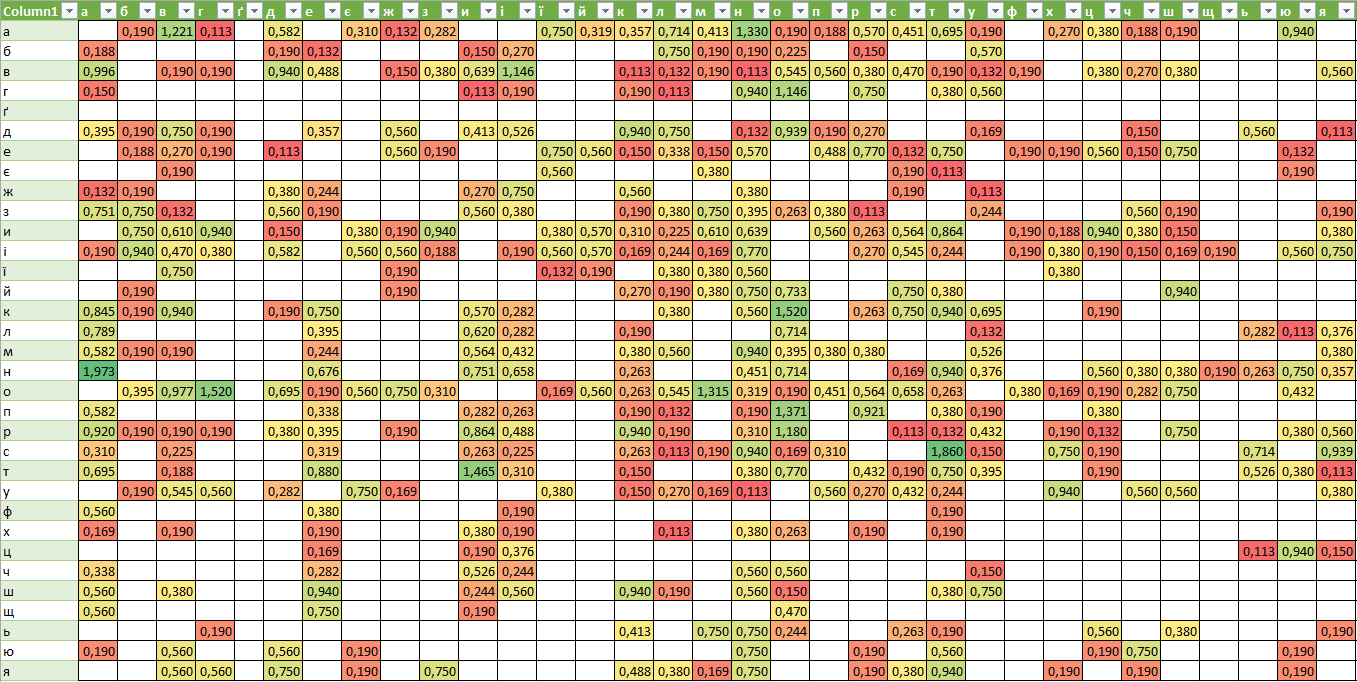 Column1 а б в г ґ д е є ж з и і ї й к л м н о п р с т у ф х ц ч ш щ ь ю я
а 0,190 1,221 0,113 0,582 0,310 0,132 0,282 0,750 0,319 0,357 0,714 0,413 1,330 0,190 0,188 0,570 0,451 0,695 0,190 0,270 0,380 0,188 0,190 0,940
б 0,188 0,190 0,132 0,150 0,270 0,750 0,190 0,190 0,225 0,150 0,570
в 0,996 0,190 0,190 0,940 0,488 0,150 0,380 0,639 1,146 0,113 0,132 0,190 0,113 0,545 0,560 0,380 0,470 0,190 0,132 0,190 0,380 0,270 0,380 0,560
г 0,150 0,113 0,190 0,190 0,113 0,940 1,146 0,750 0,380 0,560
ґ
д 0,395 0,190 0,750 0,190 0,357 0,560 0,413 0,526 0,940 0,750 0,132 0,939 0,190 0,270 0,169 0,150 0,560 0,113
е 0,188 0,270 0,190 0,113 0,560 0,190 0,750 0,560 0,150 0,338 0,150 0,570 0,488 0,770 0,132 0,750 0,190 0,190 0,560 0,150 0,750 0,132
є 0,190 0,560 0,380 0,190 0,113 0,190
ж 0,132 0,190 0,380 0,244 0,270 0,750 0,560 0,380 0,190 0,113
з 0,751 0,750 0,132 0,560 0,190 0,560 0,380 0,190 0,380 0,750 0,395 0,263 0,380 0,113 0,244 0,560 0,190 0,190
и 0,750 0,610 0,940 0,150 0,380 0,190 0,940 0,380 0,570 0,310 0,225 0,610 0,639 0,560 0,263 0,564 0,864 0,190 0,188 0,940 0,380 0,150 0,380
і 0,190 0,940 0,470 0,380 0,582 0,560 0,560 0,188 0,190 0,560 0,570 0,169 0,244 0,169 0,770 0,270 0,545 0,244 0,190 0,380 0,190 0,150 0,169 0,190 0,560 0,750
ї 0,750 0,190 0,132 0,190 0,380 0,380 0,560 0,380
й 0,190 0,190 0,270 0,190 0,380 0,750 0,733 0,750 0,380 0,940
к 0,845 0,190 0,940 0,190 0,750 0,570 0,282 0,380 0,560 1,520 0,263 0,750 0,940 0,695 0,190
л 0,789 0,395 0,620 0,282 0,190 0,714 0,132 0,282 0,113 0,376
м 0,582 0,190 0,190 0,244 0,564 0,432 0,380 0,560 0,940 0,395 0,380 0,380 0,526 0,380
н 1,973 0,676 0,751 0,658 0,263 0,451 0,714 0,169 0,940 0,376 0,560 0,380 0,380 0,190 0,263 0,750 0,357
о 0,395 0,977 1,520 0,695 0,190 0,560 0,750 0,310 0,169 0,560 0,263 0,545 1,315 0,319 0,190 0,451 0,564 0,658 0,263 0,380 0,169 0,190 0,282 0,750 0,432
п 0,582 0,338 0,282 0,263 0,190 0,132 0,190 1,371 0,921 0,380 0,190 0,380
р 0,920 0,190 0,190 0,190 0,380 0,395 0,190 0,864 0,488 0,940 0,190 0,310 1,180 0,113 0,132 0,432 0,190 0,132 0,750 0,380 0,560
с 0,310 0,225 0,319 0,263 0,225 0,263 0,113 0,190 0,940 0,169 0,310 1,860 0,150 0,750 0,190 0,714 0,939
т 0,695 0,188 0,880 1,465 0,310 0,150 0,380 0,770 0,432 0,190 0,750 0,395 0,190 0,526 0,380 0,113
у 0,190 0,545 0,560 0,282 0,750 0,169 0,380 0,150 0,270 0,169 0,113 0,560 0,270 0,432 0,244 0,940 0,560 0,560 0,380
ф 0,560 0,380 0,190 0,190
х 0,169 0,190 0,190 0,380 0,190 0,113 0,380 0,263 0,190 0,190
ц 0,169 0,190 0,376 0,113 0,940 0,150
ч 0,338 0,282 0,526 0,244 0,560 0,560 0,150
ш 0,560 0,380 0,940 0,244 0,560 0,940 0,190 0,560 0,150 0,380 0,750
щ 0,560 0,750 0,190 0,470
ь 0,190 0,413 0,750 0,750 0,244 0,263 0,190 0,560 0,380 0,190
ю 0,190 0,560 0,560 0,190 0,750 0,190 0,560 0,190 0,750 0,190
я 0,560 0,560 0,750 0,190 0,750 0,488 0,380 0,169 0,750 0,190 0,380 0,940 0,190 0,190 0,190